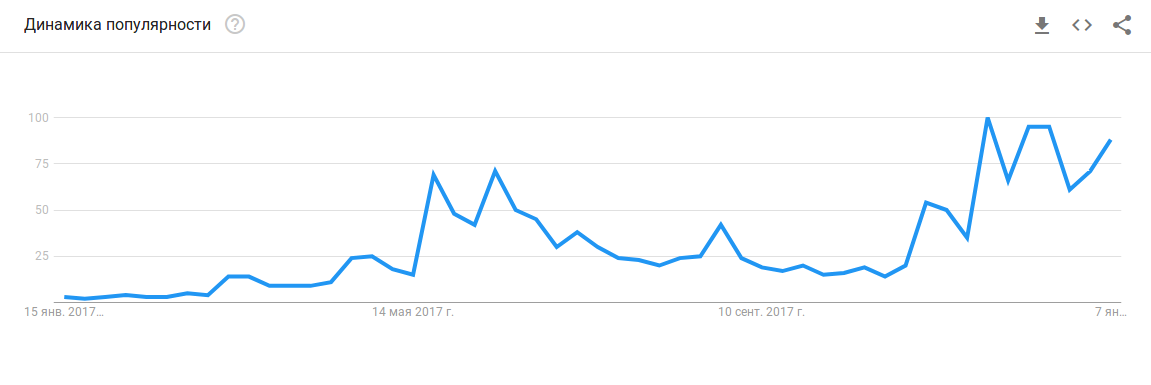 Динамика популярности ?
100
75
50
25
15 янв. 2017…
14 мая 2017 г.
10 сент. 2017 г.
7 ян…